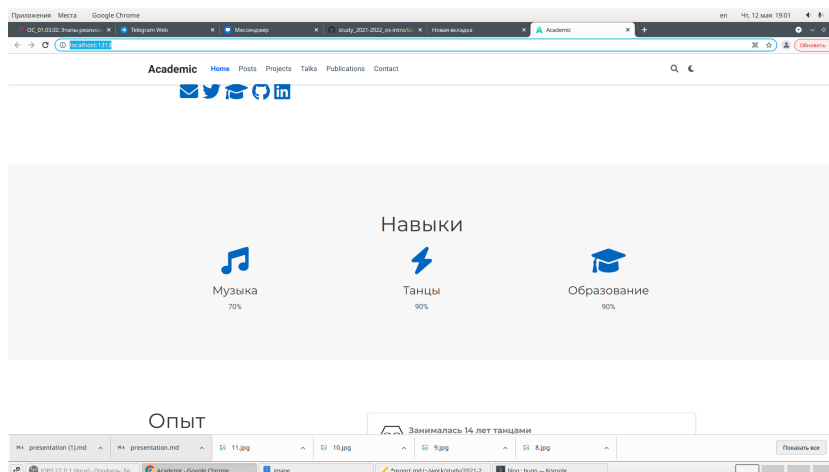 Приложения Места Google Chrome en Чт, 12 мая 19:01
Telegram Web Мессенджер Новая вкладка Academic
localhost:1313 Обновить
Academic Home Posts Projects Talks Publications Contact
Навыки
Музыка Танцы Образование
70% 90% 90%
Опыт
Занималась 14 лет танцами
presentation (1).md presentation.md 11.jpg 10.jpg 9.jpg 8.jpg Показать все
Academic - Google Chrome image blog : hugo — Konsole